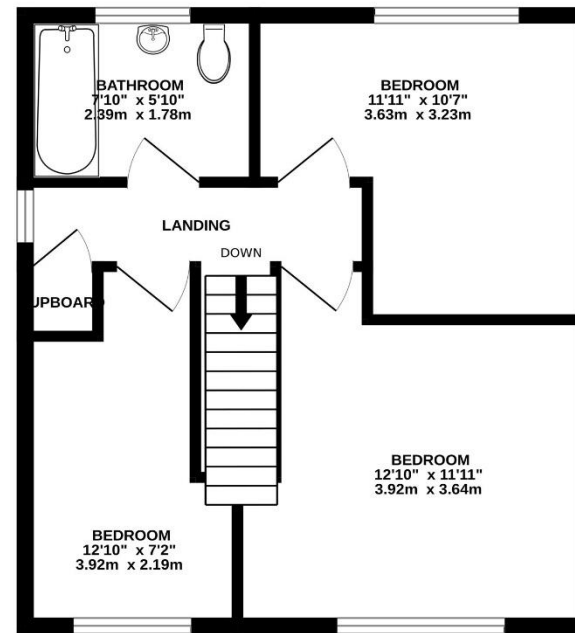 BATHROOM
7'10" x 5'10"
2.39m x 1.78m
BEDROOM
11'11" x 10'7"
3.63m x 3.23m
LANDING
DOWN
UPBOARD
BEDROOM
12'10" x 11'11"
3.92m x 3.64m
BEDROOM
12'10" x 7'2"
3.92m x 2.19m